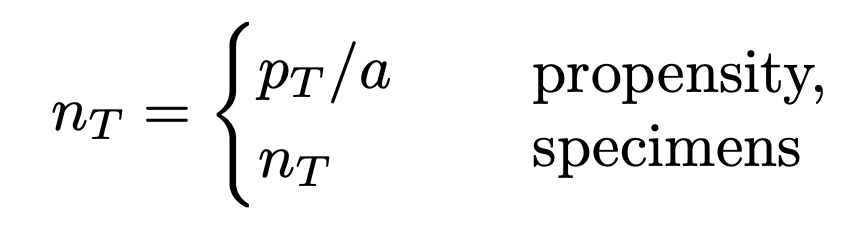 n_T = { p_T/a propensity,
n_T specimens